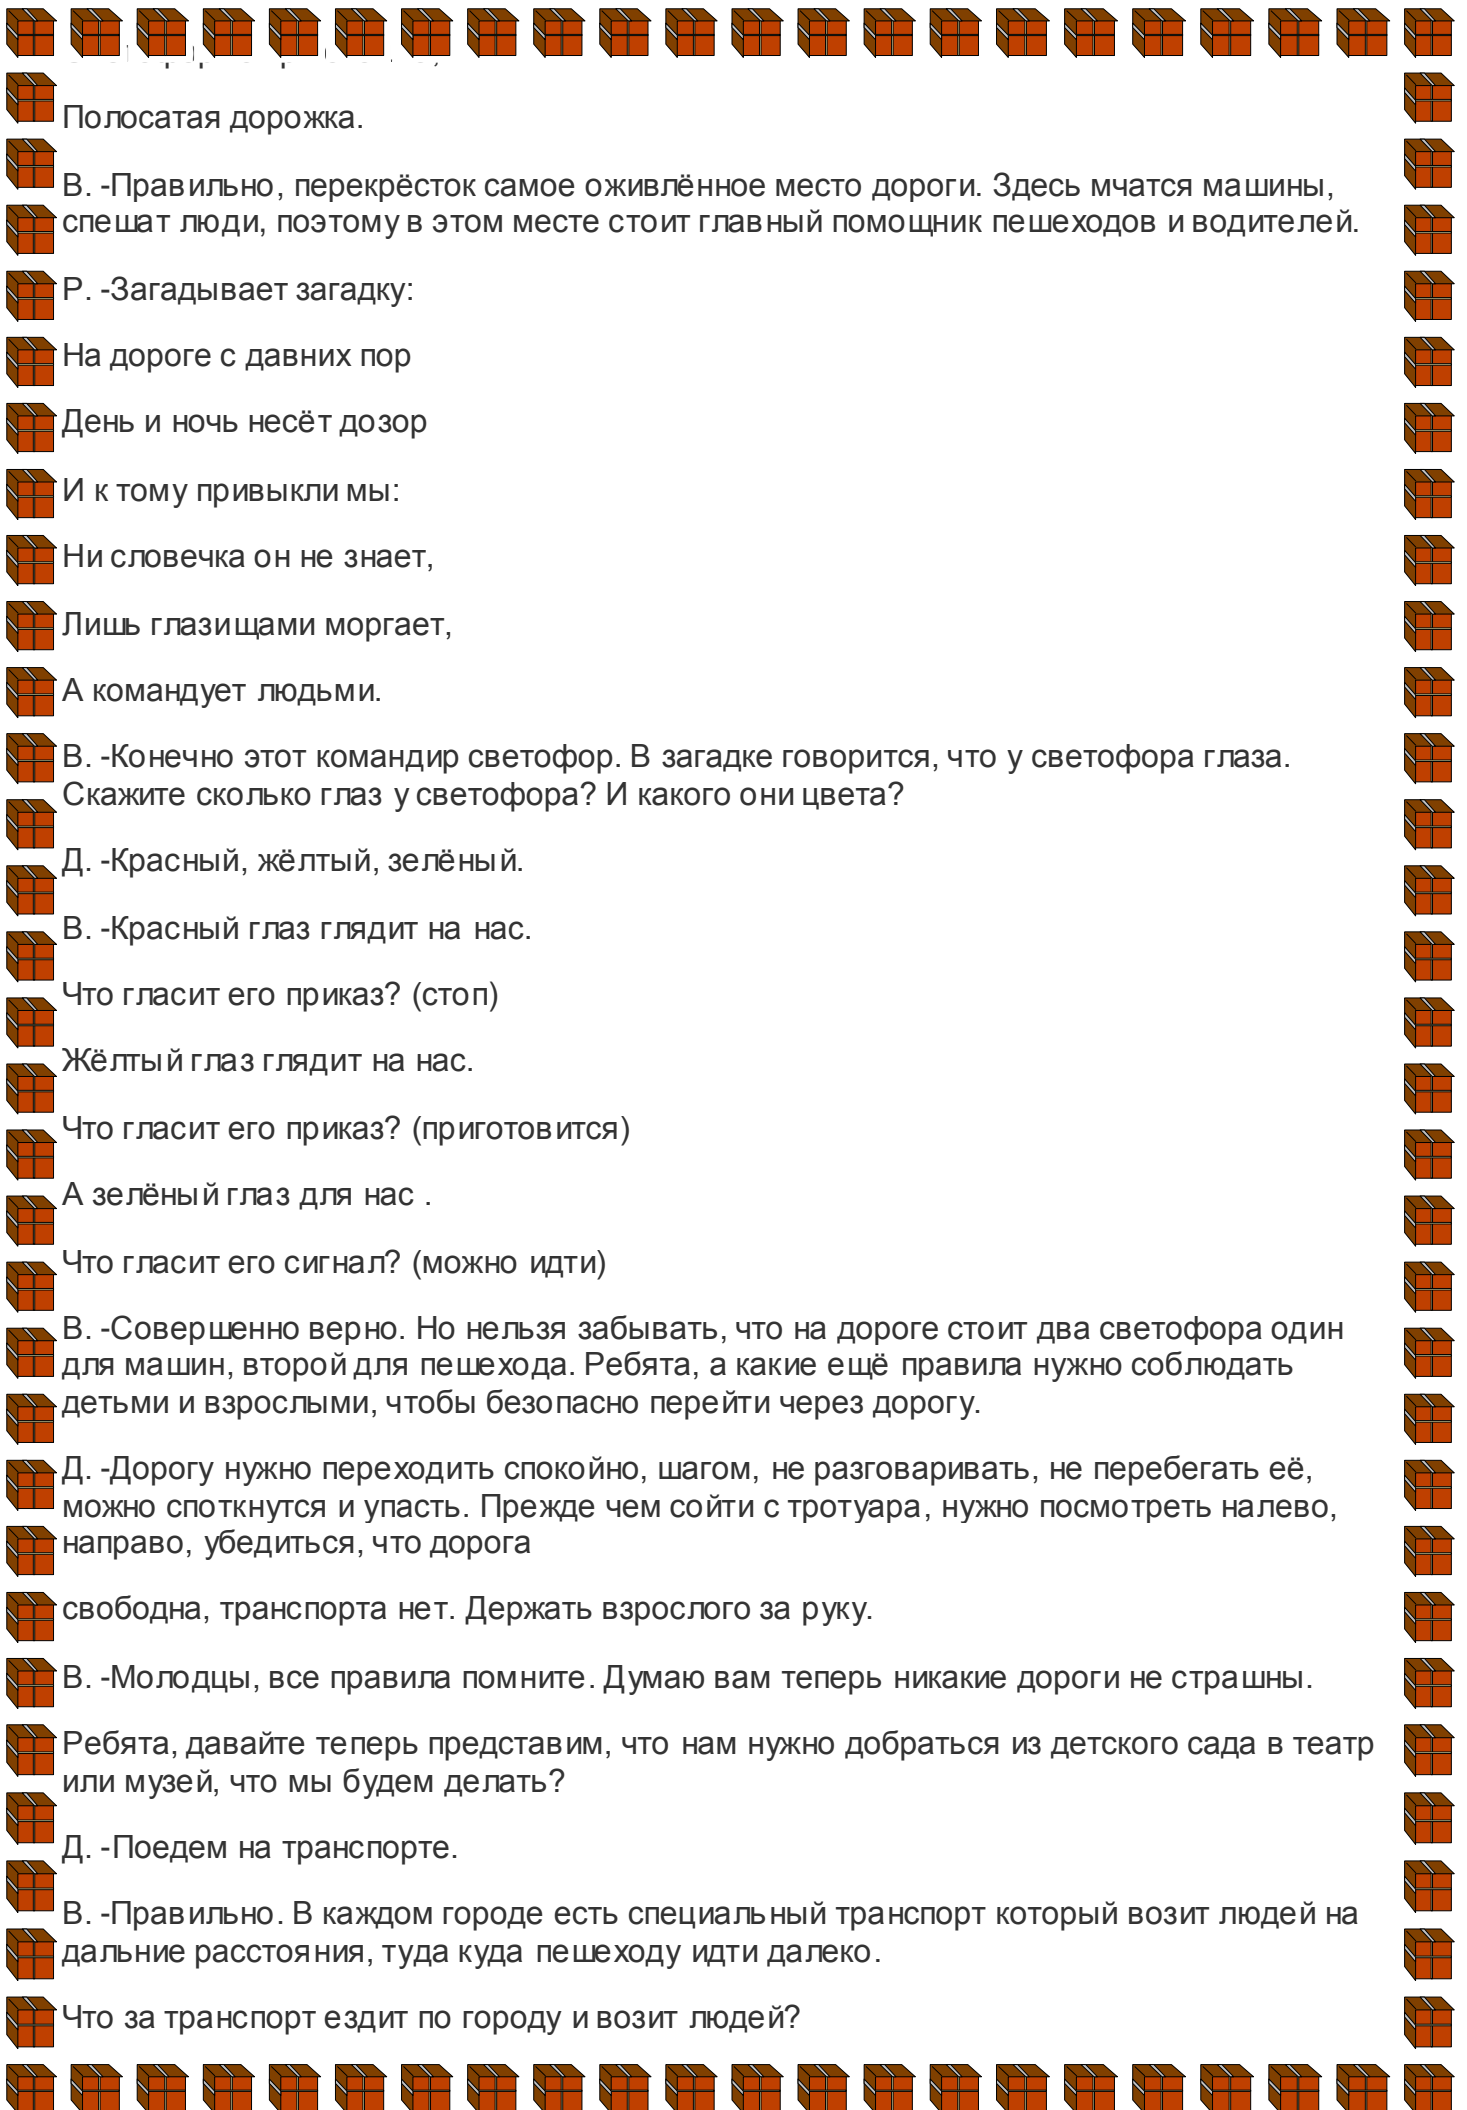 Полосатая дорожка.
В. -Правильно, перекрёсток самое оживлённое место дороги. Здесь мчатся машины,
спешат люди, поэтому в этом месте стоит главный помощник пешеходов и водителей.
Р. -Загадывает загадку:
На дороге с давних пор
День и ночь несёт дозор
И к тому привыкли мы:
Ни словечка он не знает,
Лишь глазищами моргает,
А командует людьми.
В. -Конечно этот командир светофор. В загадке говорится, что у светофора глаза.
Скажите сколько глаз у светофора? И какого они цвета?
Д. -Красный, жёлтый, зелёный.
В. -Красный глаз глядит на нас.
Что гласит его приказ? (стоп)
Жёлтый глаз глядит на нас.
Что гласит его приказ? (приготовится)
А зелёный глаз для нас .
Что гласит его сигнал? (можно идти)
В. -Совершенно верно. Но нельзя забывать, что на дороге стоит два светофора один
для машин, второй для пешехода. Ребята, а какие ещё правила нужно соблюдать
детьми и взрослыми, чтобы безопасно перейти через дорогу.
Д. -Дорогу нужно переходить спокойно, шагом, не разговаривать, не перебегать её,
можно споткнутся и упасть. Прежде чем сойти с тротуара, нужно посмотреть налево,
направо, убедиться, что дорога
свободна, транспорта нет. Держать взрослого за руку.
В. -Молодцы, все правила помните. Думаю вам теперь никакие дороги не страшны.
Ребята, давайте теперь представим, что нам нужно добраться из детского сада в театр
или музей, что мы будем делать?
Д. -Поедем на транспорте.
В. -Правильно. В каждом городе есть специальный транспорт который возит людей на
дальние расстояния, туда куда пешеходу идти далеко.
Что за транспорт ездит по городу и возит людей?